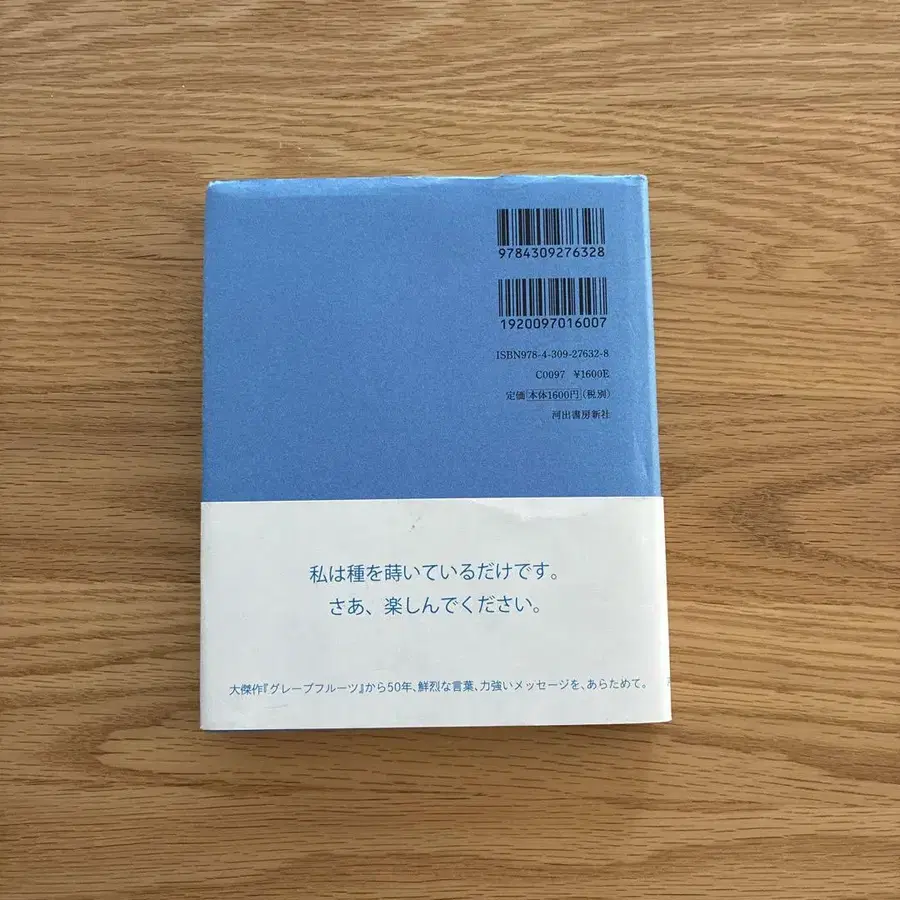 9784309276328
1920097016007
ISBN978-4-309-27632-8
C0097 ¥1600E
定価 本体1600円(税別)
河出書房新社
私は種を蒔いているだけです。
さあ、楽しんでください。
大傑作『グレープフルーツ』から50年、鮮烈な言葉、力強いメッセージを、あらためて。